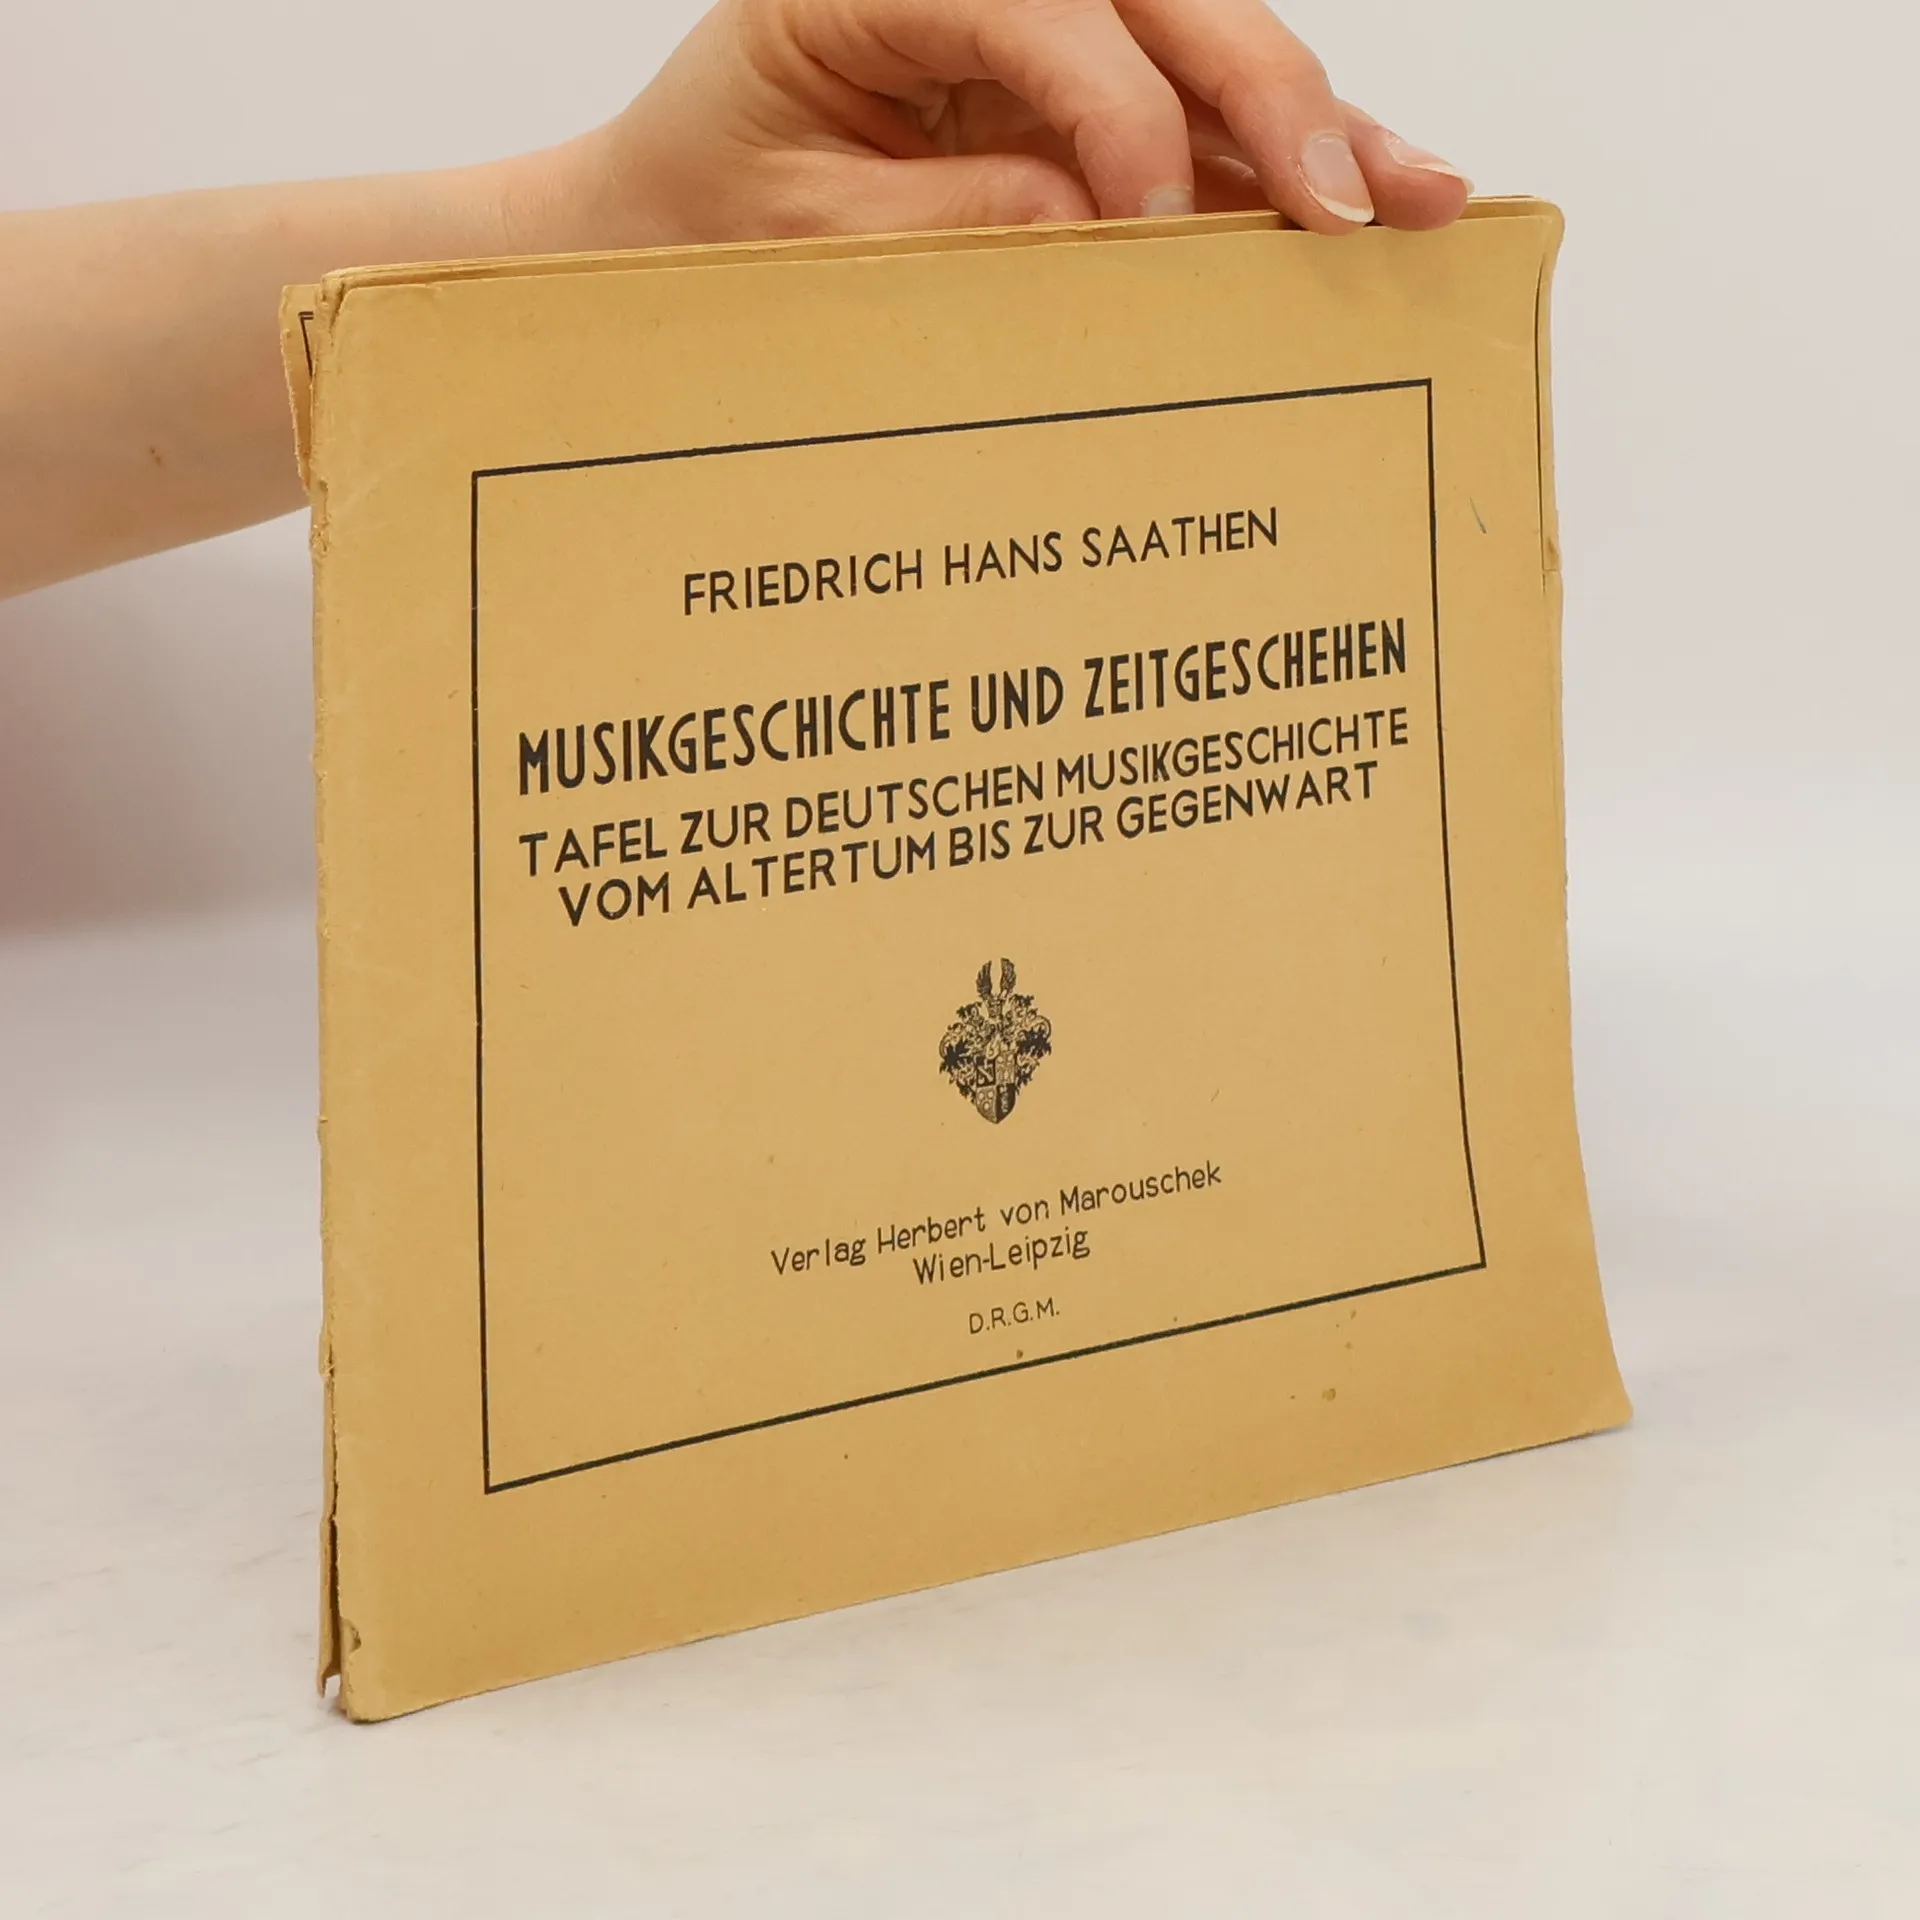 FRIEDRICH HANS SAATHEN
MUSIKGESCHICHTE UND ZEITGESCHEHEN
TAFEL ZUR DEUTSCHEN MUSIKGESCHICHTE
VOM ALTERTUM BIS ZUR GEGENWART
Verlag Herbert von Marouschek
Wien-Leipzig
D.R.G.M.